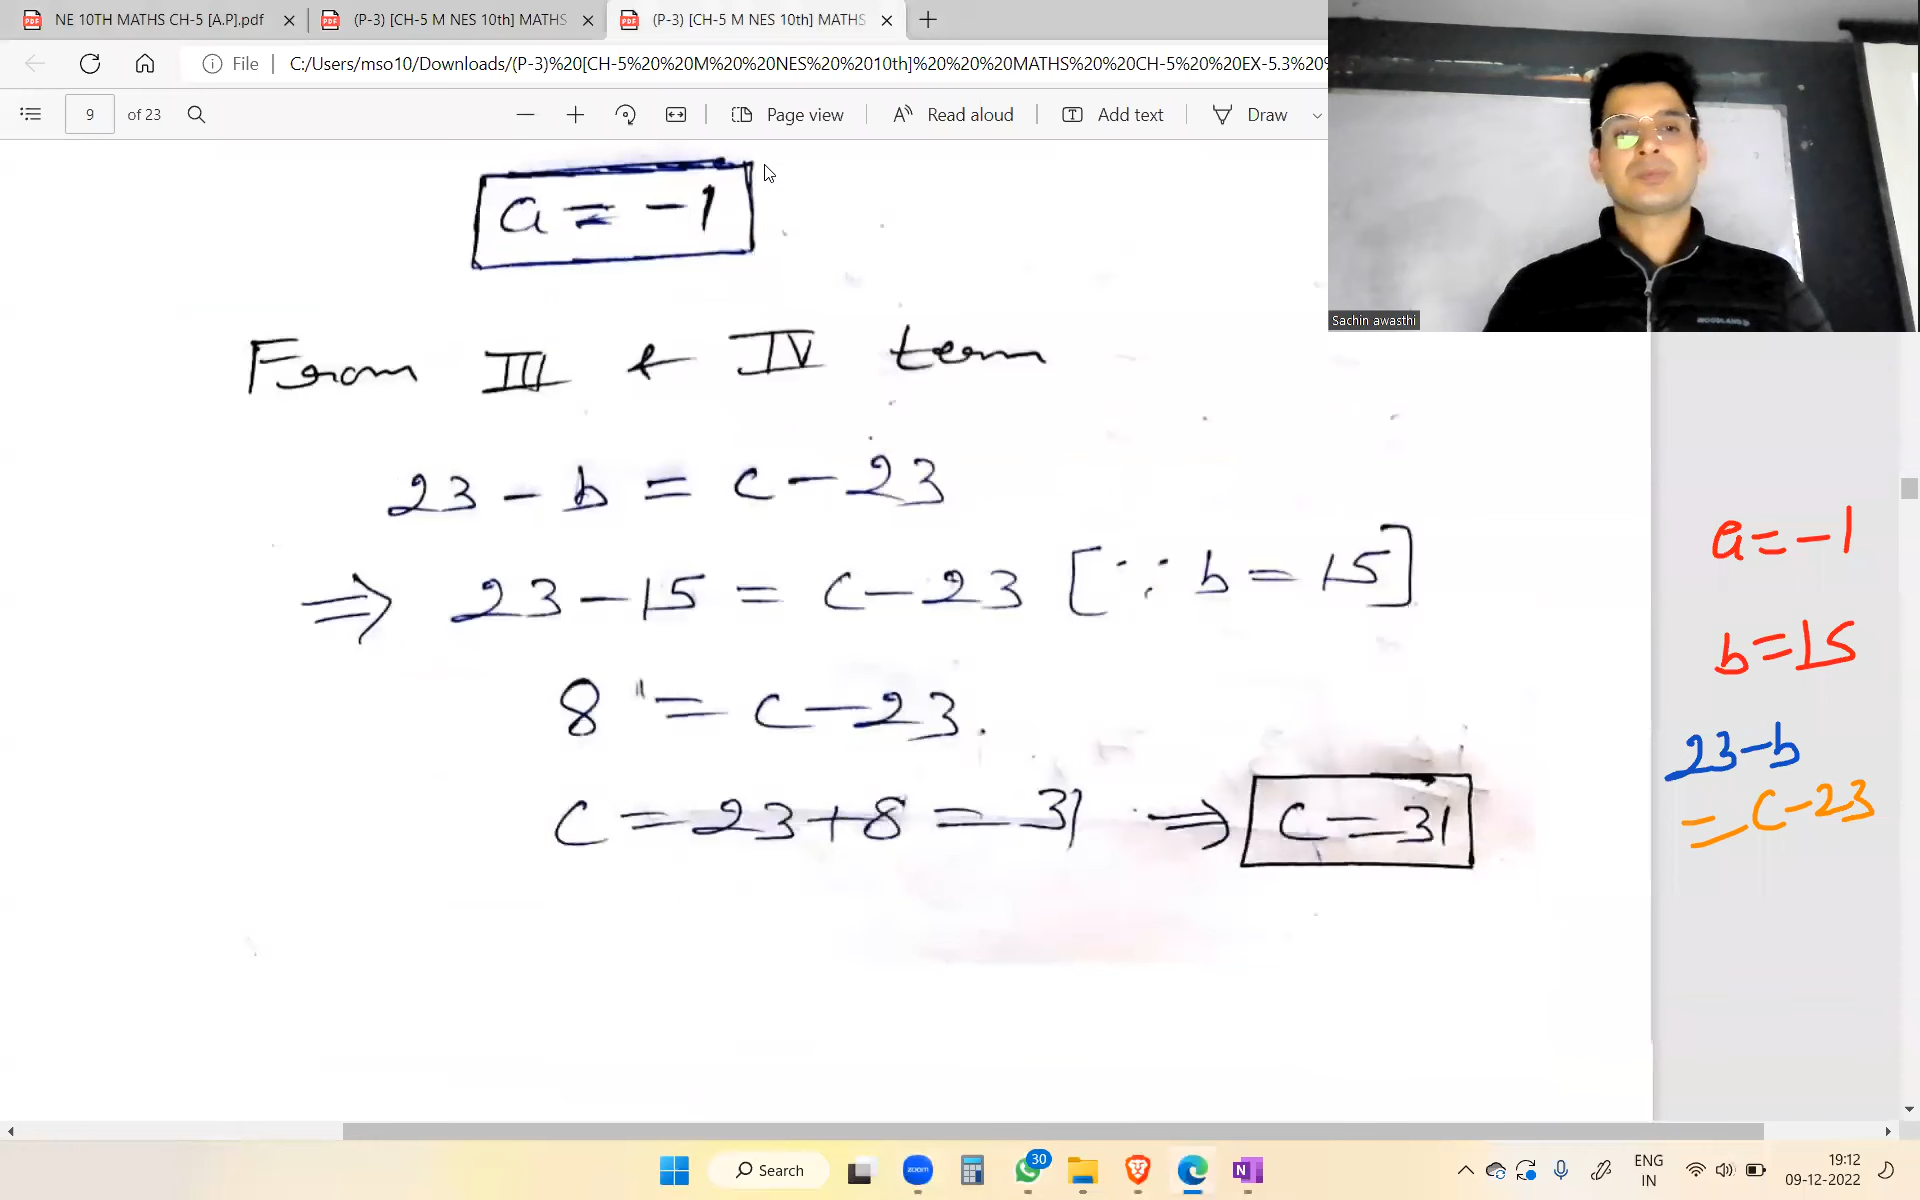 NE 10TH MATHS CH-5 [A.P].pdf
(P-3) [CH-5 M NES 10th] MATHS
(P-3) [CH-5 M NES 10th] MATHS
File
C:/Users/mso10/Downloads/(P-3)%20[CH-5%20%20M%20%20NES%20%2010th]%20%20%20MATHS%20%20CH-5%20%20EX-5.3%20%
9 of 23
Page view
Read aloud
Add text
Draw
Sachin awasthi
a = -1
From III & IV term
23 - b = c - 23
⇒ 23 - 15 = c - 23 [∵ b = 15]
8 = c - 23.
c = 23 + 8 = 31 ⇒ c = 31
a = -1
b = 15
23 - b
= c - 23
Search
zoom
30
N
ENG
IN
19:12
09-12-2022